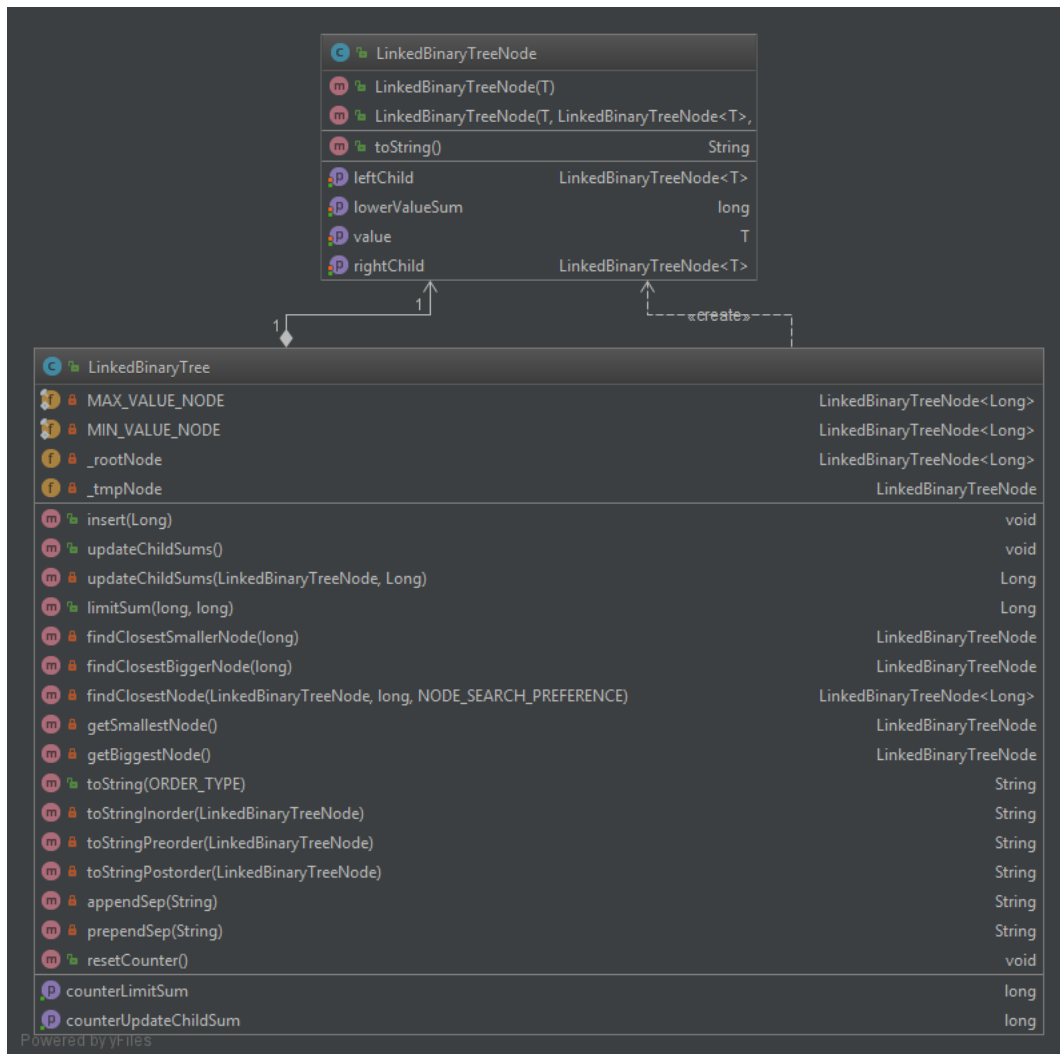 LinkedBinaryTreeNode
LinkedBinaryTreeNode(T)
LinkedBinaryTreeNode(T, LinkedBinaryTreeNode<T>,
toString() String
leftChild LinkedBinaryTreeNode<T>
lowerValueSum long
value T
rightChild LinkedBinaryTreeNode<T>
1
«create»
1
LinkedBinaryTree
MAX_VALUE_NODE LinkedBinaryTreeNode<Long>
MIN_VALUE_NODE LinkedBinaryTreeNode<Long>
_rootNode LinkedBinaryTreeNode<Long>
_tmpNode LinkedBinaryTreeNode
insert(Long) void
updateChildSums() void
updateChildSums(LinkedBinaryTreeNode, Long) Long
limitSum(long, long) Long
findClosestSmallerNode(long) LinkedBinaryTreeNode
findClosestBiggerNode(long) LinkedBinaryTreeNode
findClosestNode(LinkedBinaryTreeNode, long, NODE_SEARCH_PREFERENCE) LinkedBinaryTreeNode<Long>
getSmallestNode() LinkedBinaryTreeNode
getBiggestNode() LinkedBinaryTreeNode
toString(ORDER_TYPE) String
toStringInorder(LinkedBinaryTreeNode) String
toStringPreorder(LinkedBinaryTreeNode) String
toStringPostorder(LinkedBinaryTreeNode) String
appendSep(String) String
prependSep(String) String
resetCounter() void
counterLimitSum long
counterUpdateChildSum long
Powered by yFiles